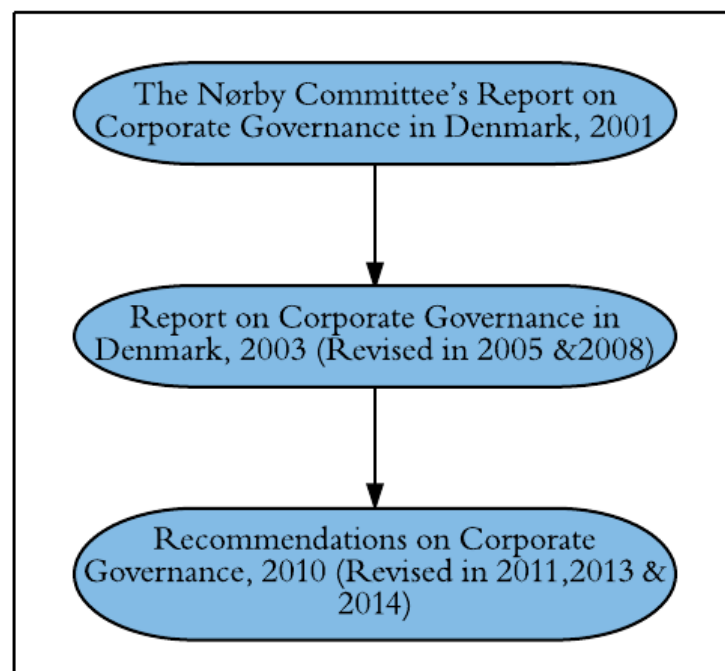 The Nørby Committee’s Report on
Corporate Governance in Denmark, 2001
Report on Corporate Governance in
Denmark, 2003 (Revised in 2005 &2008)
Recommendations on Corporate
Governance, 2010 (Revised in 2011,2013 &
2014)